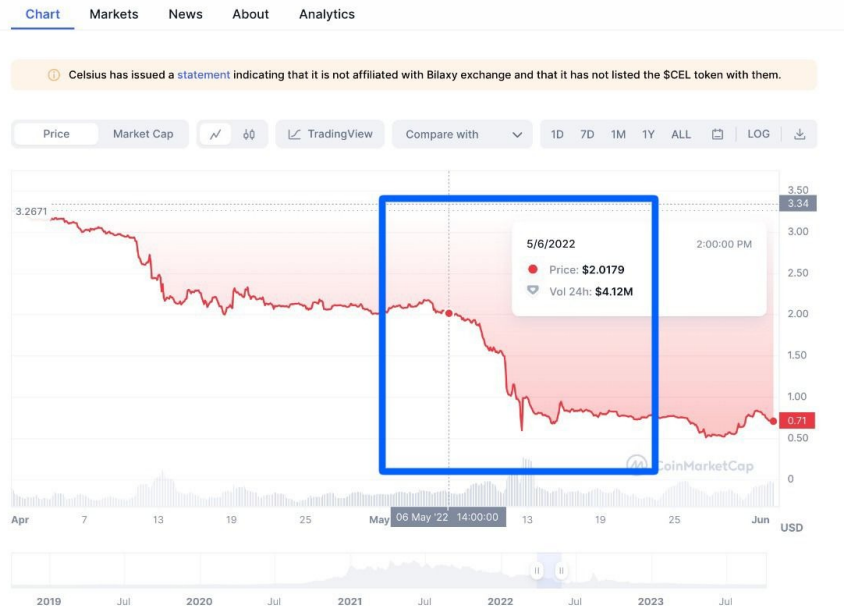 Chart Markets News About Analytics
Celsius has issued a statement indicating that it is not affiliated with Bilaxy exchange and that it has not listed the $CEL token with them.
Price Market Cap TradingView Compare with 1D 7D 1M 1Y ALL LOG
3.50
3.34
3.2671
3.00
5/6/2022 2:00:00 PM
Price: $2.0179
Vol 24h: $4.12M
2.50
2.00
1.50
1.00
0.71
0.50
CoinMarketCap
0
Apr 7 13 19 25 May 06 May '22 14:00:00 13 19 25 Jun
USD
2019 Jul 2020 Jul 2021 Jul 2022 Jul 2023 Jul